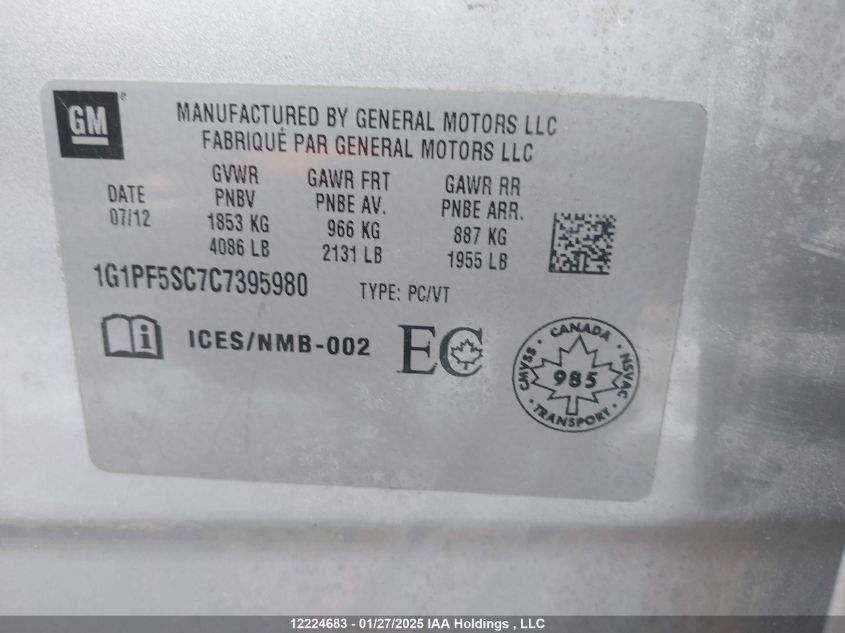 GM
MANUFACTURED BY GENERAL MOTORS LLC
FABRIQUÉ PAR GENERAL MOTORS LLC
DATE
07/12
GVWR
PNBV
1853 KG
4086 LB
GAWR FRT
PNBE AV.
966 KG
2131 LB
GAWR RR
PNBE ARR.
887 KG
1955 LB
1G1PF5SC7C7395980
TYPE: PC/VT
i ICES/NMB-002 EC
CANADA
CMVSS
985
NSVAC
TRANSPORT
12224683 - 01/27/2025 IAA Holdings , LLC